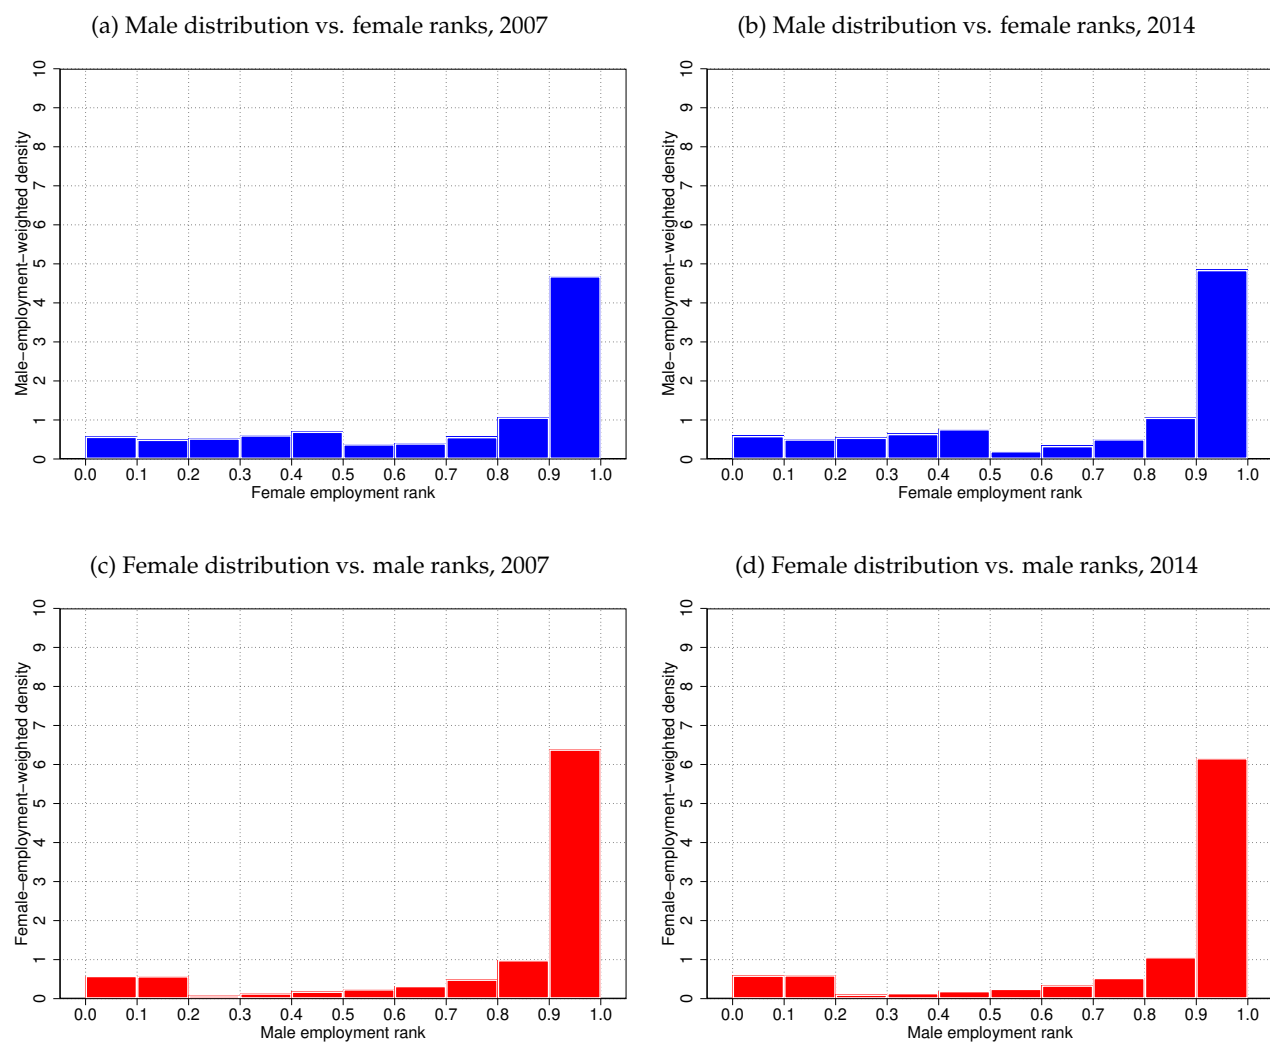 (a) Male distribution vs. female ranks, 2007
Male−employment−weighted density
0 1 2 3 4 5 6 7 8 9 10
0.0 0.1 0.2 0.3 0.4 0.5 0.6 0.7 0.8 0.9 1.0
Female employment rank
(b) Male distribution vs. female ranks, 2014
Male−employment−weighted density
0 1 2 3 4 5 6 7 8 9 10
0.0 0.1 0.2 0.3 0.4 0.5 0.6 0.7 0.8 0.9 1.0
Female employment rank
(c) Female distribution vs. male ranks, 2007
Female−employment−weighted density
0 1 2 3 4 5 6 7 8 9 10
0.0 0.1 0.2 0.3 0.4 0.5 0.6 0.7 0.8 0.9 1.0
Male employment rank
(d) Female distribution vs. male ranks, 2014
Female−employment−weighted density
0 1 2 3 4 5 6 7 8 9 10
0.0 0.1 0.2 0.3 0.4 0.5 0.6 0.7 0.8 0.9 1.0
Male employment rank